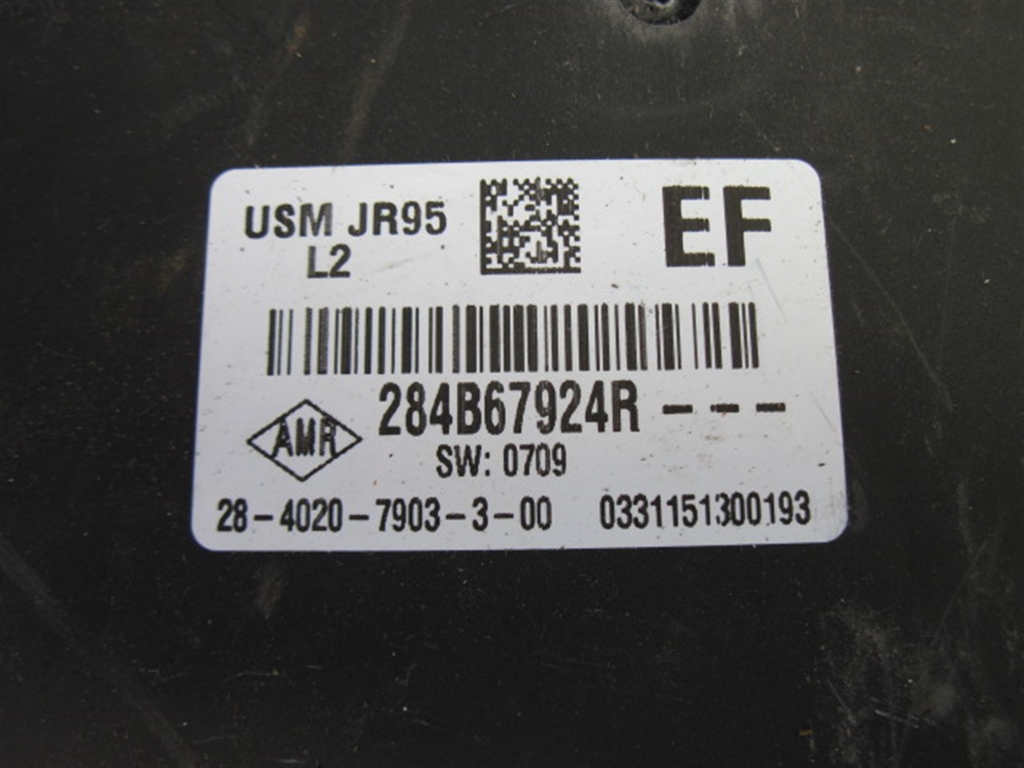 USM JR95
L2
EF
284B67924R - - -
AMR
SW: 0709
28-4020-7903-3-00 0331151300193